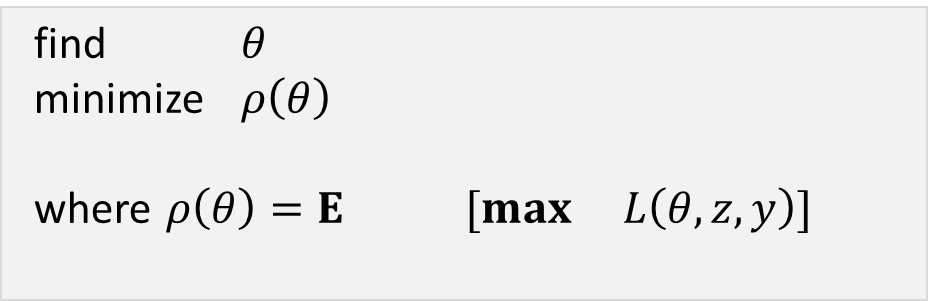 find θ
minimize ρ(θ)
where ρ(θ) = E [max L(θ, z, y)]